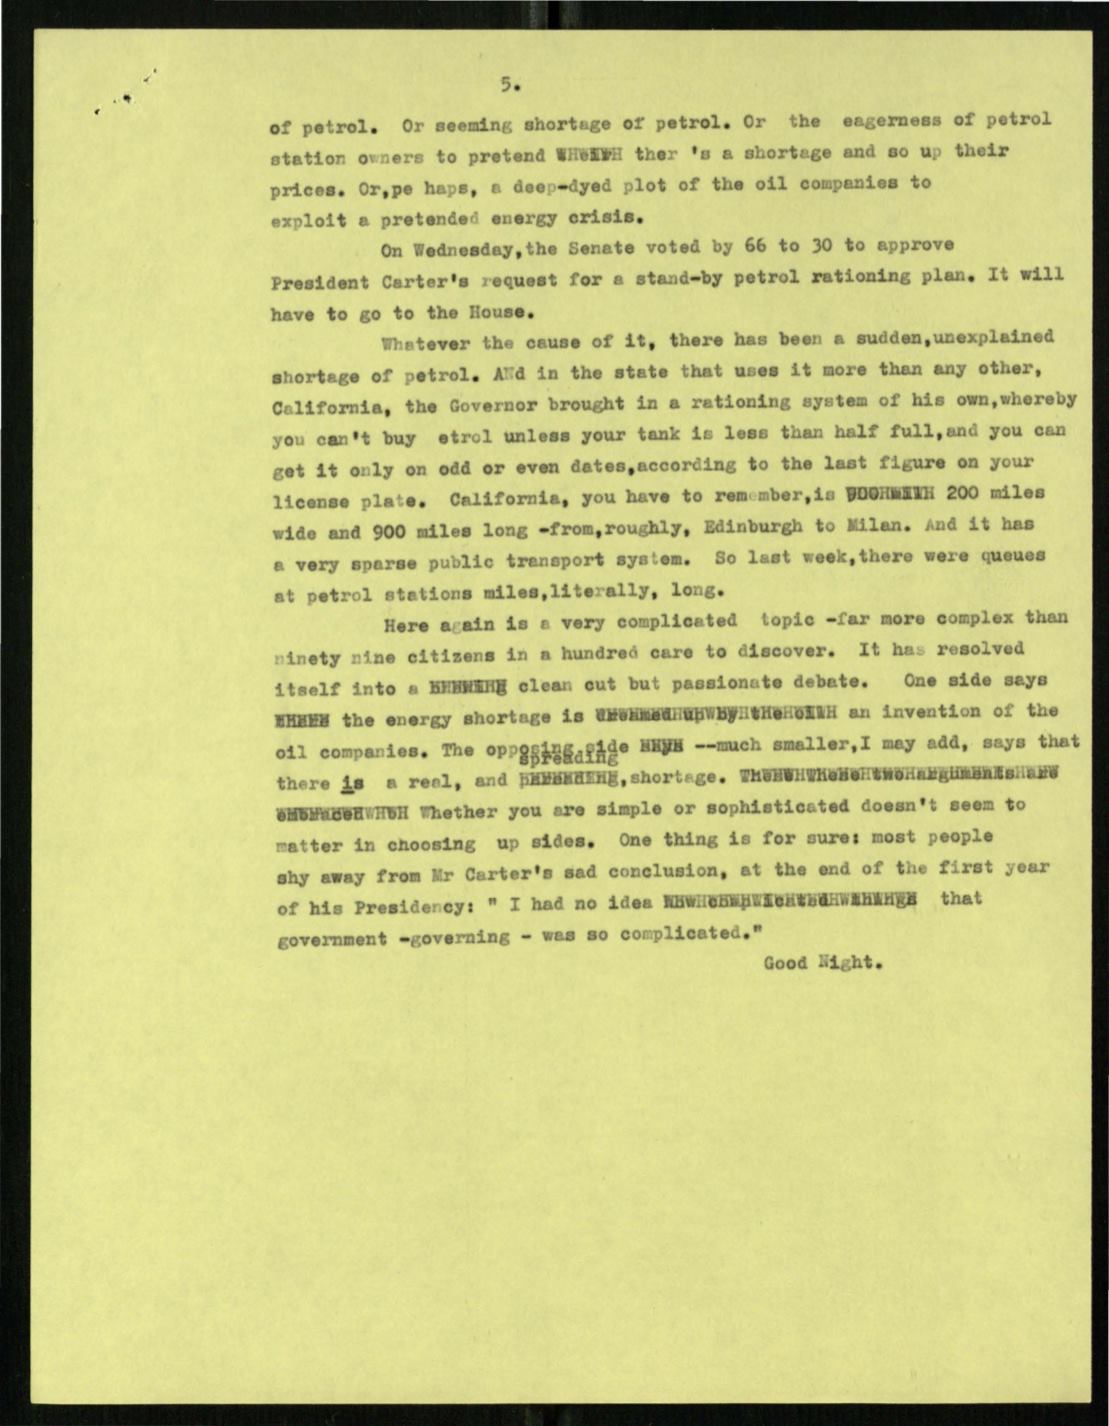 5.
of petrol. Or seeming shortage of petrol. Or the eagerness of petrol
station owners to pretend ther 's a shortage and so up their
prices. Or,pe haps, a deep-dyed plot of the oil companies to
exploit a pretended energy crisis.
On Wednesday,the Senate voted by 66 to 30 to approve
President Carter's request for a stand-by petrol rationing plan. It will
have to go to the House.
Whatever the cause of it, there has been a sudden,unexplained
shortage of petrol. ANd in the state that uses it more than any other,
California, the Governor brought in a rationing system of his own,whereby
you can't buy etrol unless your tank is less than half full,and you can
get it only on odd or even dates,according to the last figure on your
license plate. California, you have to remember,is 200 miles
wide and 900 miles long -from,roughly, Edinburgh to Milan. And it has
a very sparse public transport system. So last week,there were queues
at petrol stations miles,literally, long.
Here again is a very complicated topic -far more complex than
ninety nine citizens in a hundred care to discover. It has resolved
itself into a clean cut but passionate debate. One side says
the energy shortage is an invention of the
oil companies. The opposing side --much smaller,I may add, says that
spreading
there is a real, and ,shortage.
Whether you are simple or sophisticated doesn't seem to
matter in choosing up sides. One thing is for sure: most people
shy away from Mr Carter's sad conclusion, at the end of the first year
of his Presidency: " I had no idea that
government -governing - was so complicated."
Good Night.